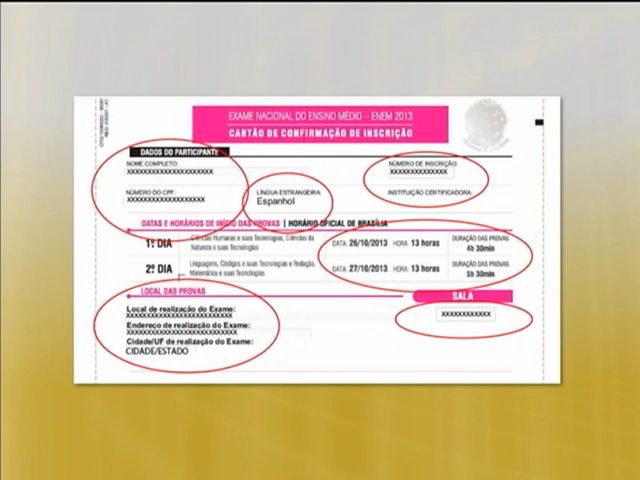 EXAME NACIONAL DO ENSINO MÉDIO – ENEM 2013
CARTÃO DE CONFIRMAÇÃO DE INSCRIÇÃO
DADOS DO PARTICIPANTE
NOME COMPLETO:
XXXXXXXXXXXXXXXXXXXXX
NÚMERO DE INSCRIÇÃO:
XXXXXXXXXXXXXX
NÚMERO DO CPF:
XXXXXXXXXXXXXXXXXXX
LÍNGUA ESTRANGEIRA:
Espanhol
INSTITUIÇÃO CERTIFICADORA:
DATAS E HORÁRIOS DE INÍCIO DAS PROVAS | HORÁRIO OFICIAL DE BRASÍLIA
1º DIA
Ciências Humanas e suas Tecnologias, Ciências da
Natureza e suas Tecnologias
DATA: 26/10/2013 HORA: 13 horas
DURAÇÃO DAS PROVAS
4h 30min
2º DIA
Linguagens, Códigos e suas Tecnologias e Redação,
Matemática e suas Tecnologias
DATA: 27/10/2013 HORA: 13 horas
DURAÇÃO DAS PROVAS
5h 30min
LOCAL DAS PROVAS
SALA
Local de realização do Exame:
XXXXXXXXXXXXXXXXXXXXXXXXX
XXXXXXXXXXXX
Endereço de realização do Exame:
XXXXXXXXXXXXXXXXXXXXXXXXX
Cidade/UF de realização do Exame:
CIDADE/ESTADO